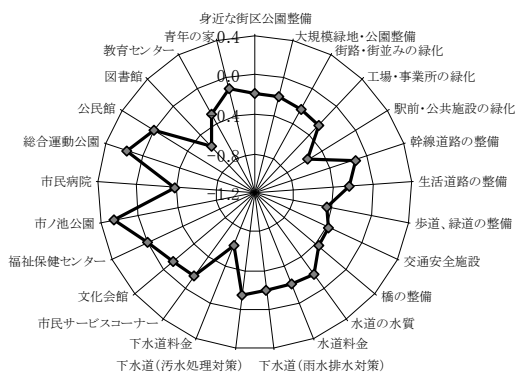 身近な街区公園整備
大規模緑地・公園整備
街路・街並みの緑化
工場・事業所の緑化
駅前・公共施設の緑化
幹線道路の整備
生活道路の整備
歩道、緑道の整備
交通安全施設
橋の整備
水道の水質
水道料金
下水道(雨水排水対策)
下水道(汚水処理対策)
下水道料金
市民サービスコーナー
文化会館
福祉保健センター
市ノ池公園
市民病院
総合運動公園
公民館
図書館
教育センター
青年の家
0.4
0.0
-0.4
-0.8
-1.2